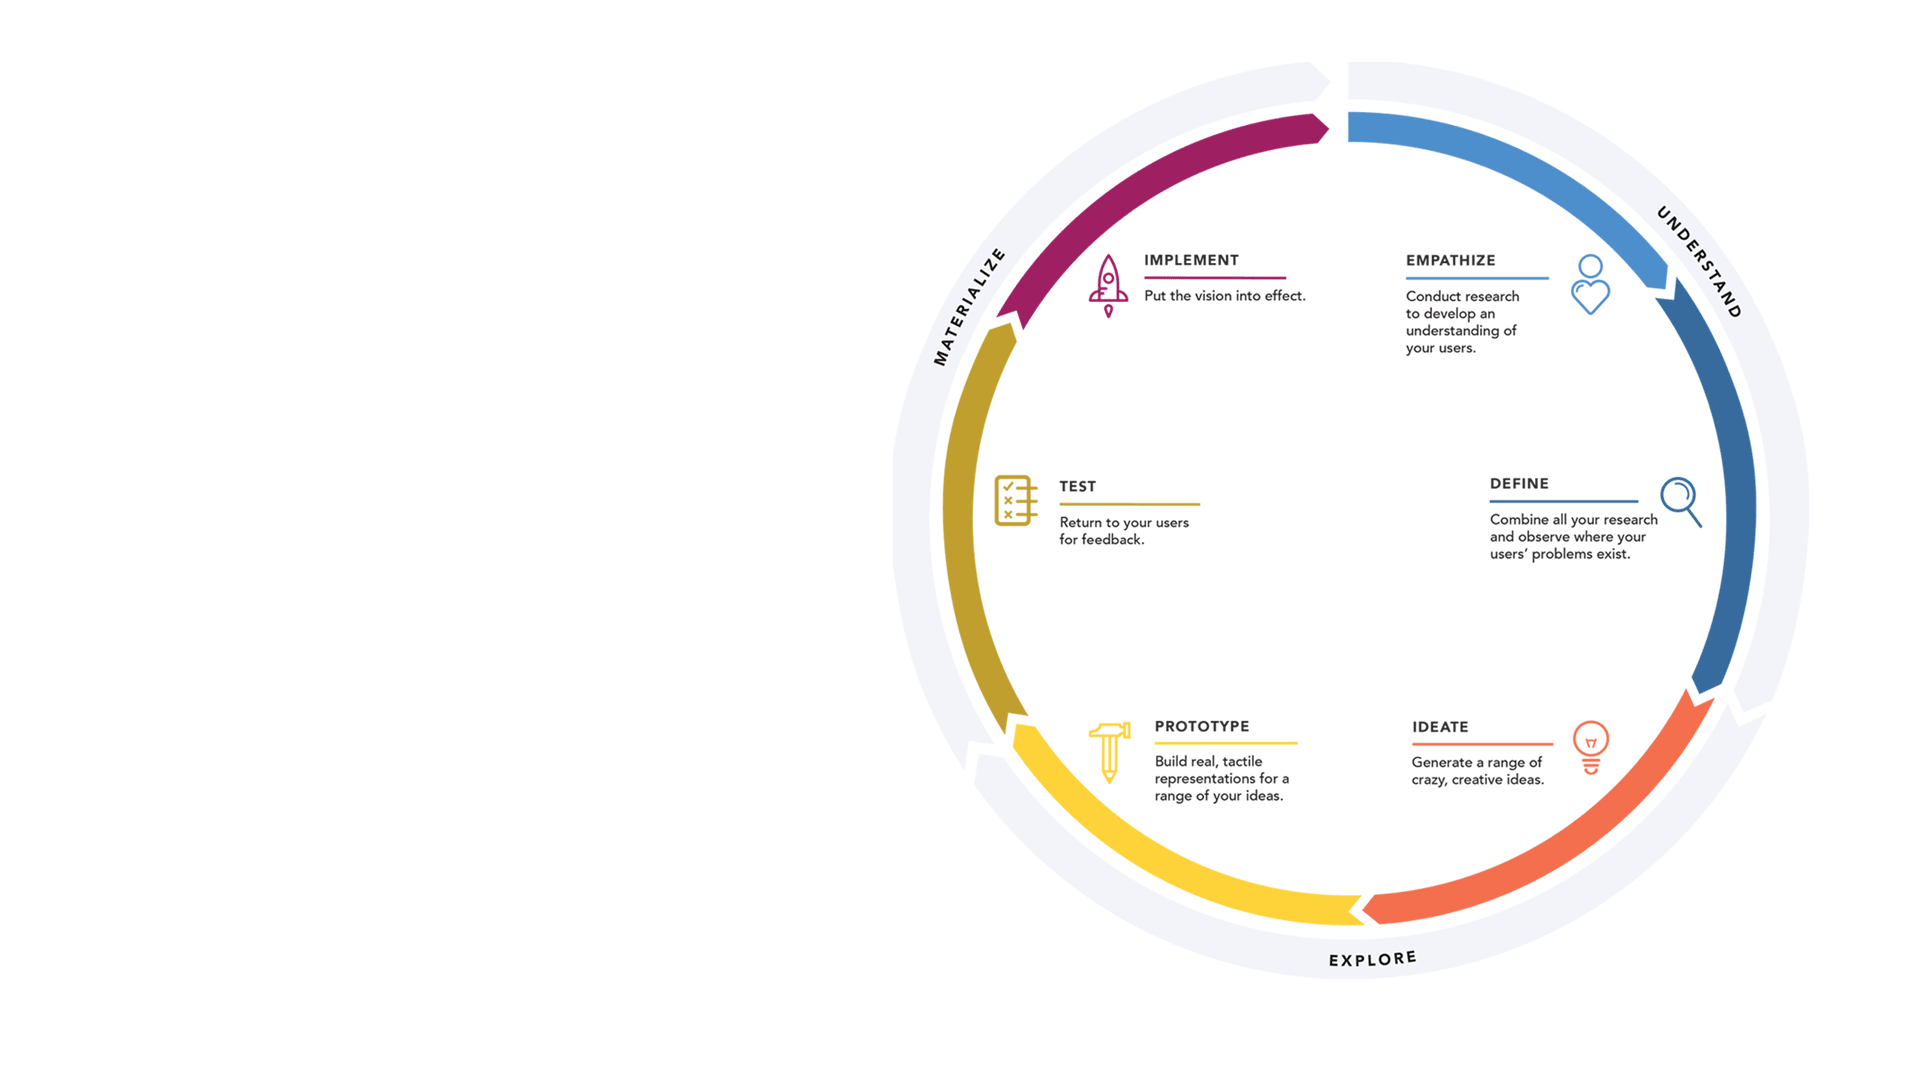 UNDERSTAND
EMPATHIZE
Conduct research
to develop an
understanding of
your users.
DEFINE
Combine all your research
and observe where your
users’ problems exist.
EXPLORE
IDEATE
Generate a range of
crazy, creative ideas.
PROTOTYPE
Build real, tactile
representations for a
range of your ideas.
MATERIALIZE
TEST
Return to your users
for feedback.
IMPLEMENT
Put the vision into effect.